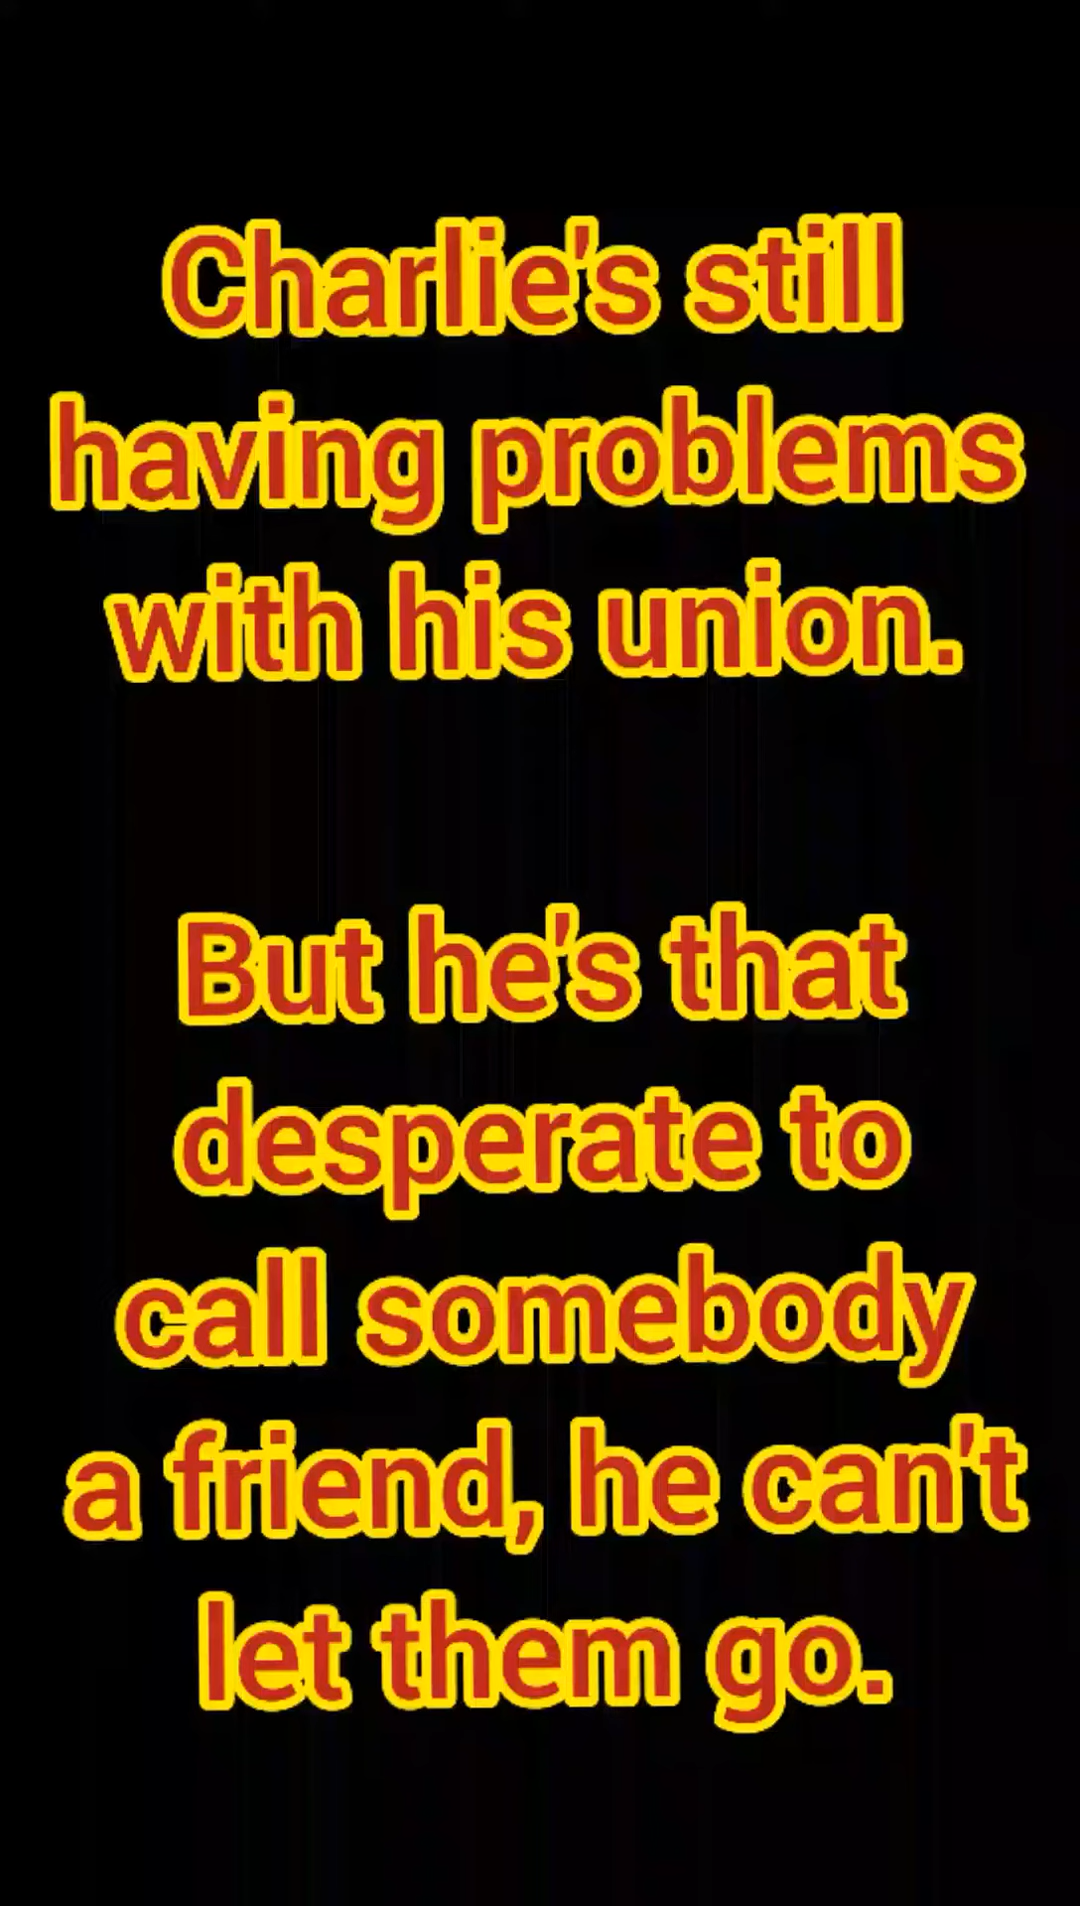 Charlie's still
having problems
with his union.
But he's that
desperate to
call somebody
a friend, he can't
let them go.